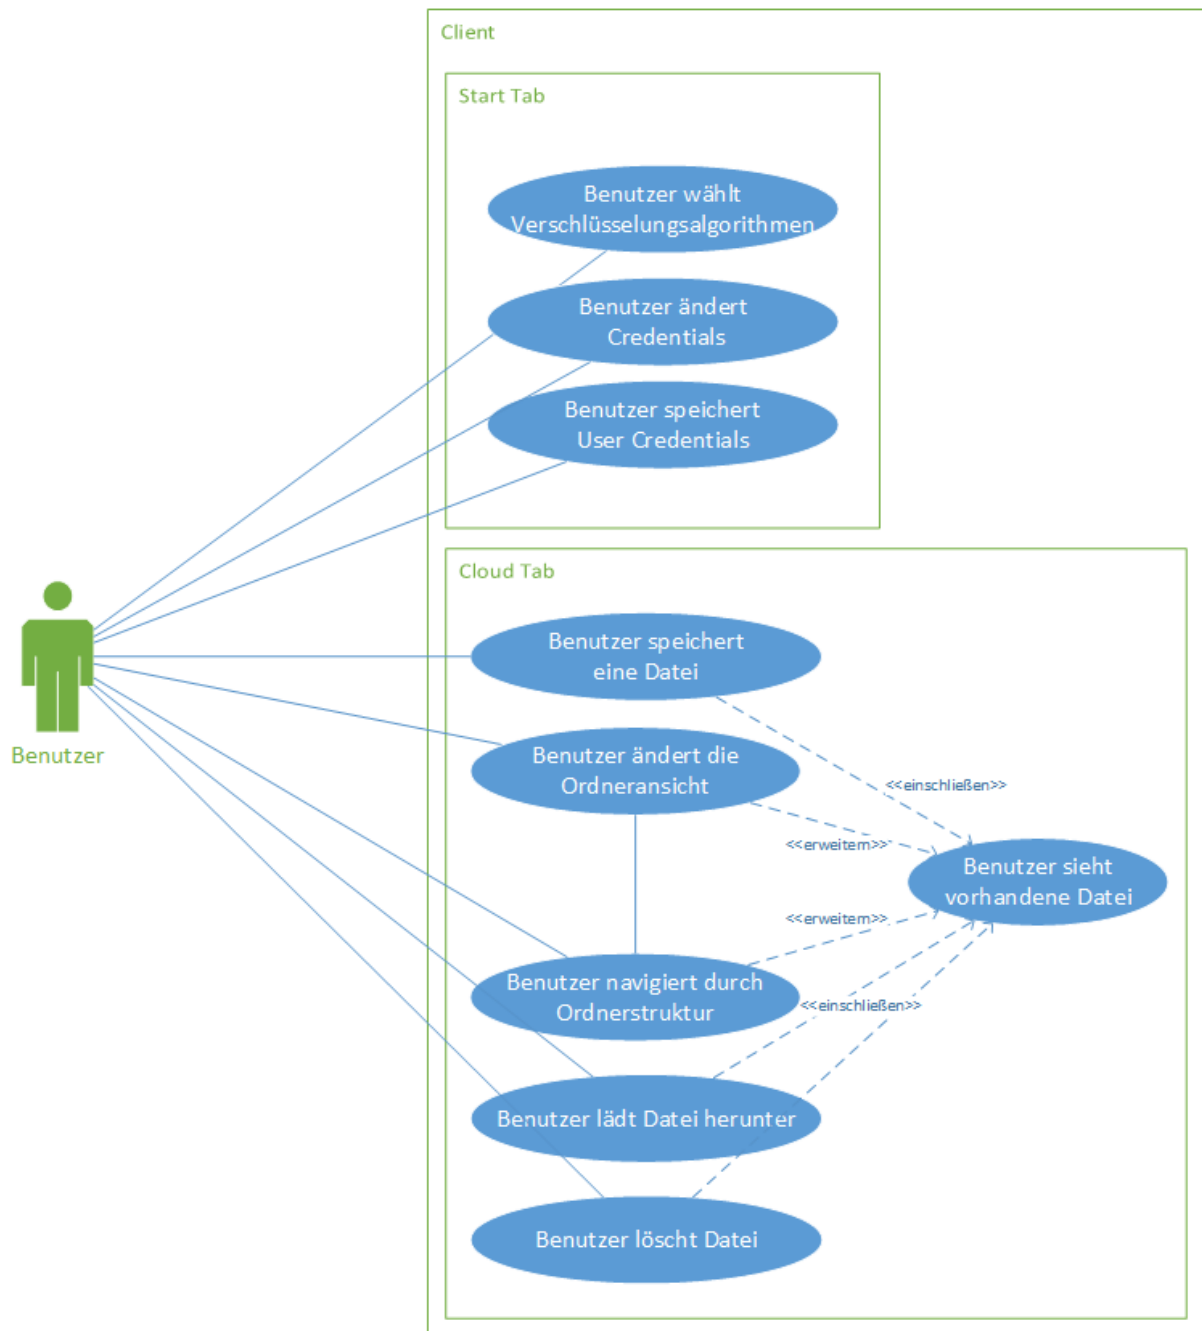 Client
Start Tab
Benutzer wählt
Verschlüsselungsalgorithmen
Benutzer ändert
Credentials
Benutzer speichert
User Credentials
Cloud Tab
Benutzer speichert
eine Datei
Benutzer ändert die
Ordneransicht
<<einschließen>>
<<erweitern>>
Benutzer sieht
vorhandene Datei
<<erweitern>>
Benutzer navigiert durch
Ordnerstruktur
<<einschließen>>
Benutzer lädt Datei herunter
Benutzer löscht Datei
Benutzer